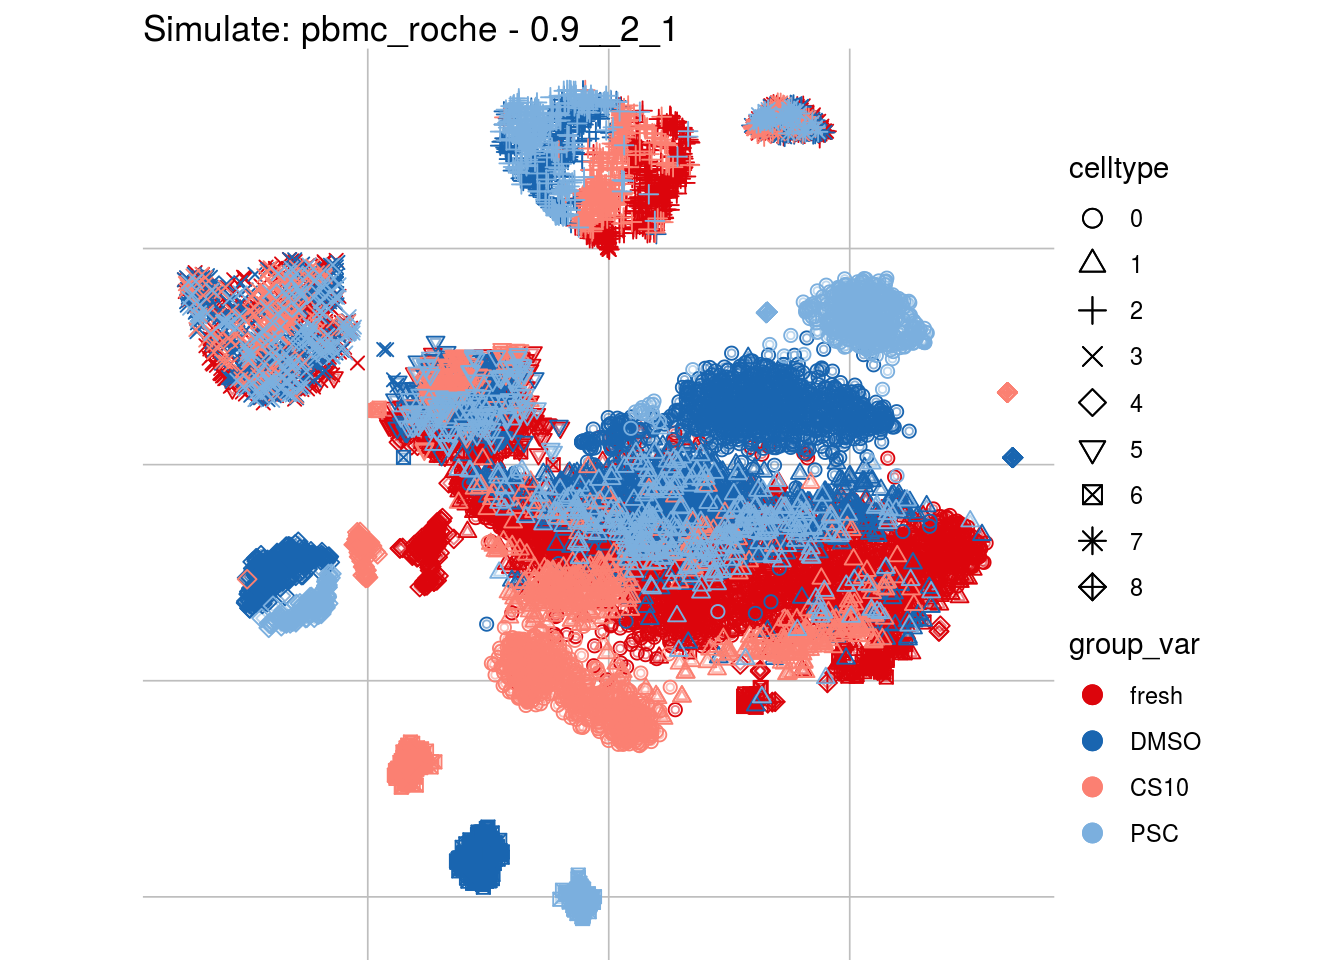 Simulate: pbmc_roche - 0.9__2_1
celltype
0
1
2
3
4
5
6
7
8
group_var
fresh
DMSO
CS10
PSC